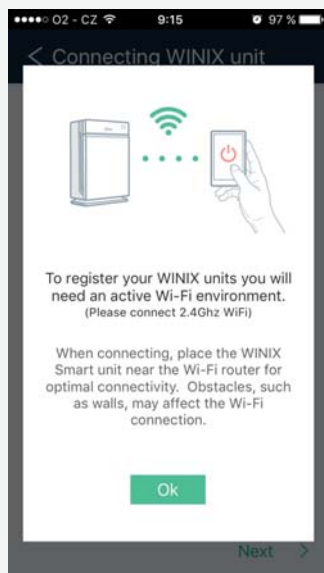 O2 - CZ 9:15 97 %
Connecting WINIX unit
To register your WINIX units you will
need an active Wi-Fi environment.
(Please connect 2.4Ghz WiFi)
When connecting, place the WINIX
Smart unit near the Wi-Fi router for
optimal connectivity. Obstacles, such
as walls, may affect the Wi-Fi
connection.
Ok
Next